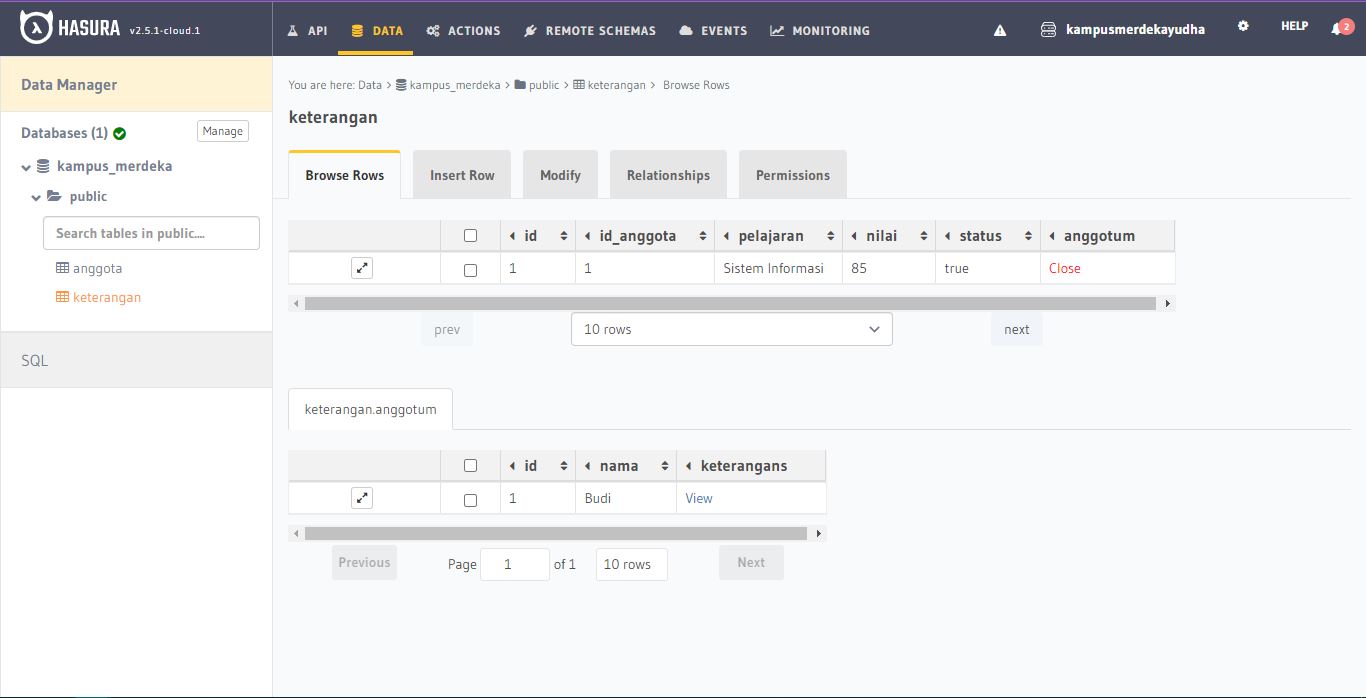 HASURA v2.5.1-cloud.1 API DATA ACTIONS REMOTE SCHEMAS EVENTS MONITORING kampusmerdekayudha HELP 2
Data Manager
Databases (1) Manage
kampus_merdeka
public
Search tables in public....
anggota
keterangan
SQL
You are here: Data > kampus_merdeka > public > keterangan > Browse Rows
keterangan
Browse Rows Insert Row Modify Relationships Permissions
id id_anggota pelajaran nilai status anggotum
1 1 Sistem Informasi 85 true Close
prev 10 rows next
keterangan.anggotum
id nama keterangans
1 Budi View
Previous Page 1 of 1 10 rows Next